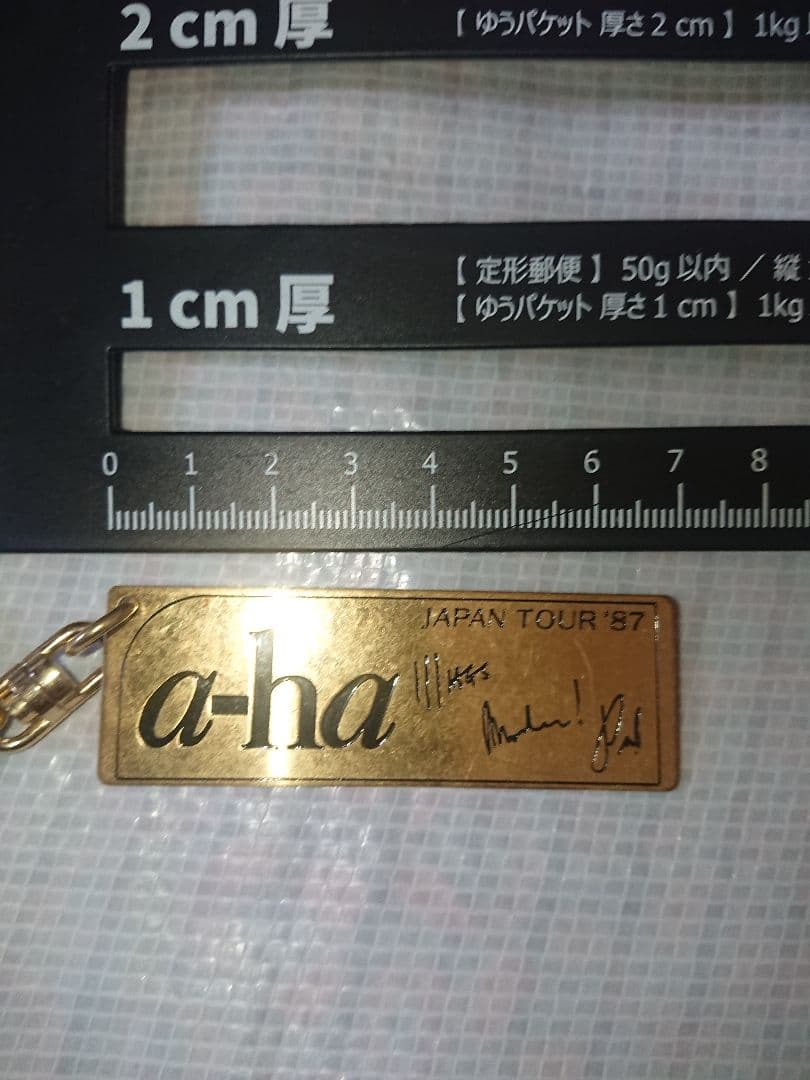 2 cm 厚
【 ゆうパケット 厚さ 2 cm 】 1kg
1 cm 厚
【 定形郵便 】 50g 以内 / 縦
【 ゆうパケット 厚さ 1 cm 】 1kg
0 1 2 3 4 5 6 7 8
JAPAN TOUR '87
a-ha